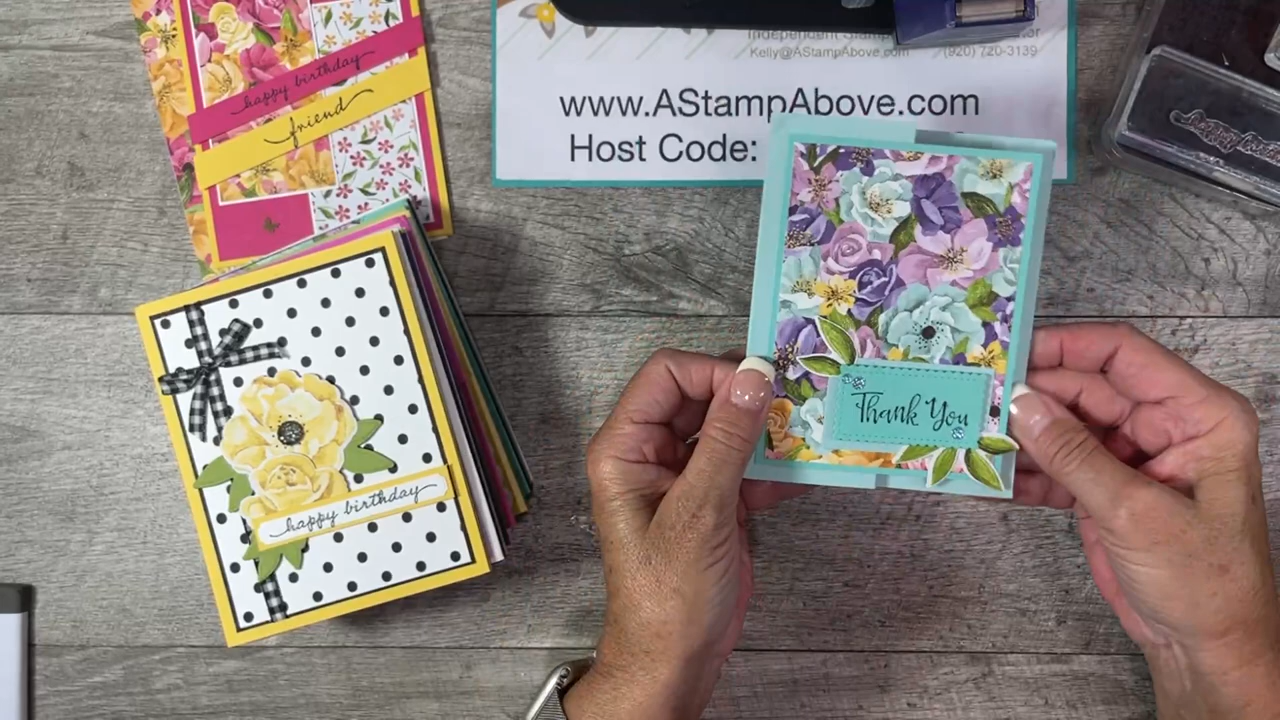 Independent Stam
Kelly@AStampAbove.com (920) 720-3139
www.AStampAbove.com
Host Code:
happy birthday
friend
Thank You
happy birthday